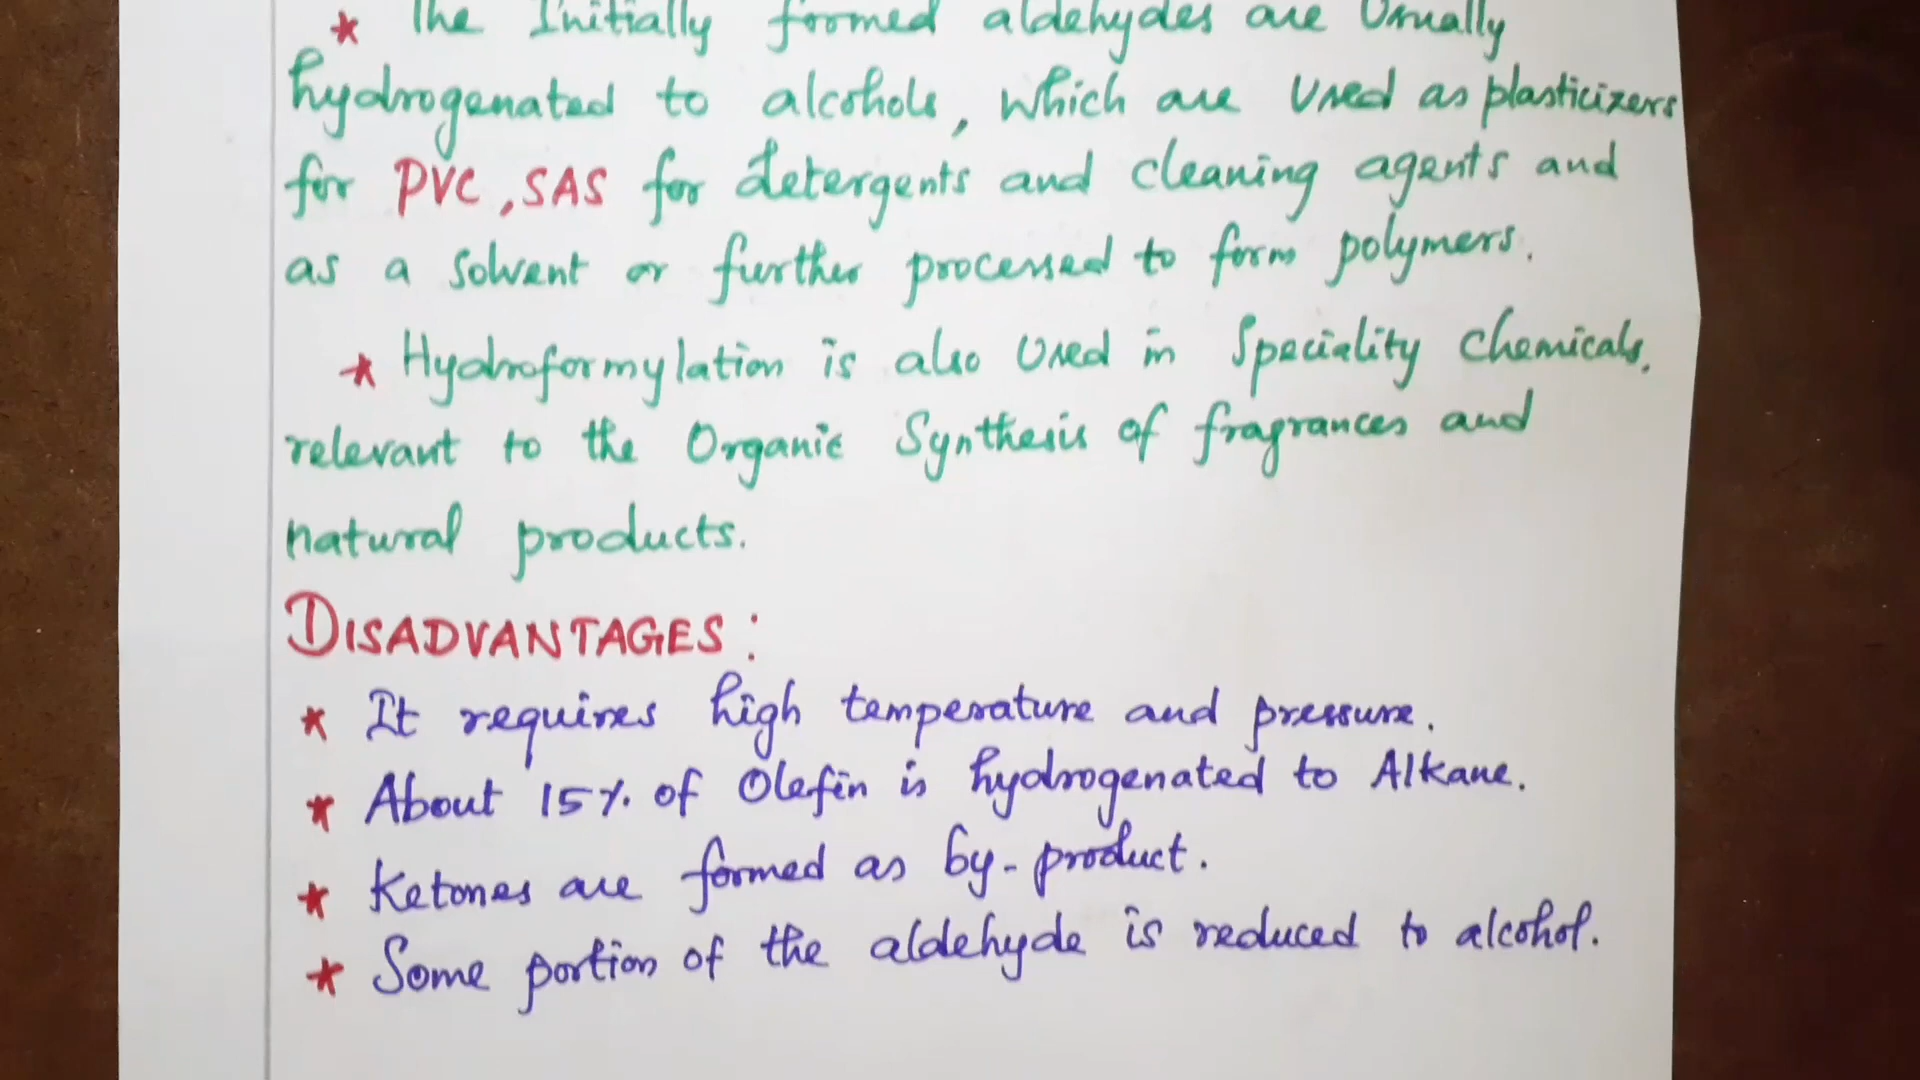 * The Initially formed aldehydes are Usually
hydrogenated to alcohols, which are Used as plasticizers
for PVC, SAS for detergents and cleaning agents and
as a solvent or further processed to form polymers.
* Hydroformylation is also Used in Speciality Chemicals,
relevant to the Organic Synthesis of fragrances and
natural products.
DISADVANTAGES:
* It requires high temperature and pressure.
* About 15% of Olefin is hydrogenated to Alkane.
* Ketones are formed as by-product.
* Some portion of the aldehyde is reduced to alcohol.